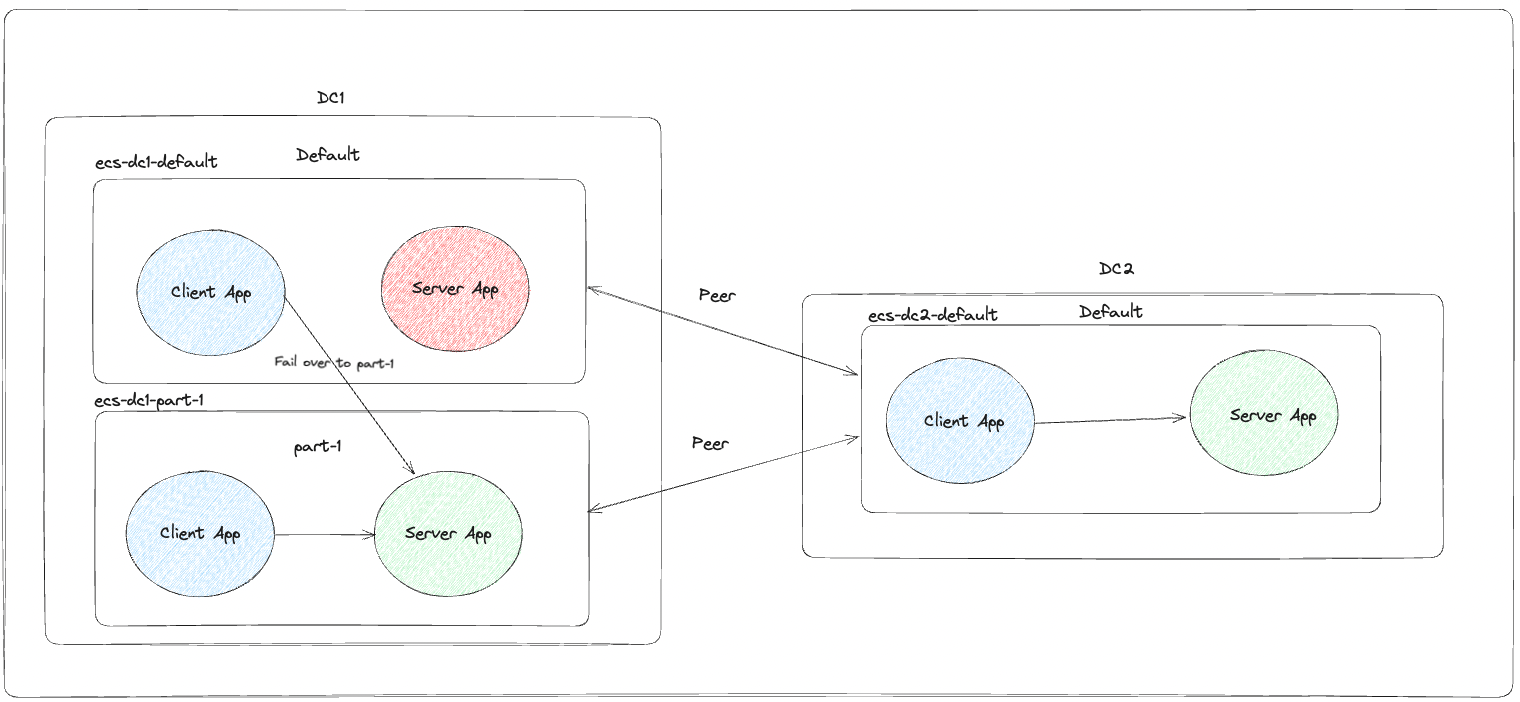 DC1
ecs-dc1-default
Default
Client App
Server App
Fail over to part-1
ecs-dc1-part-1
part-1
Client App
Server App
Peer
Peer
DC2
ecs-dc2-default
Default
Client App
Server App